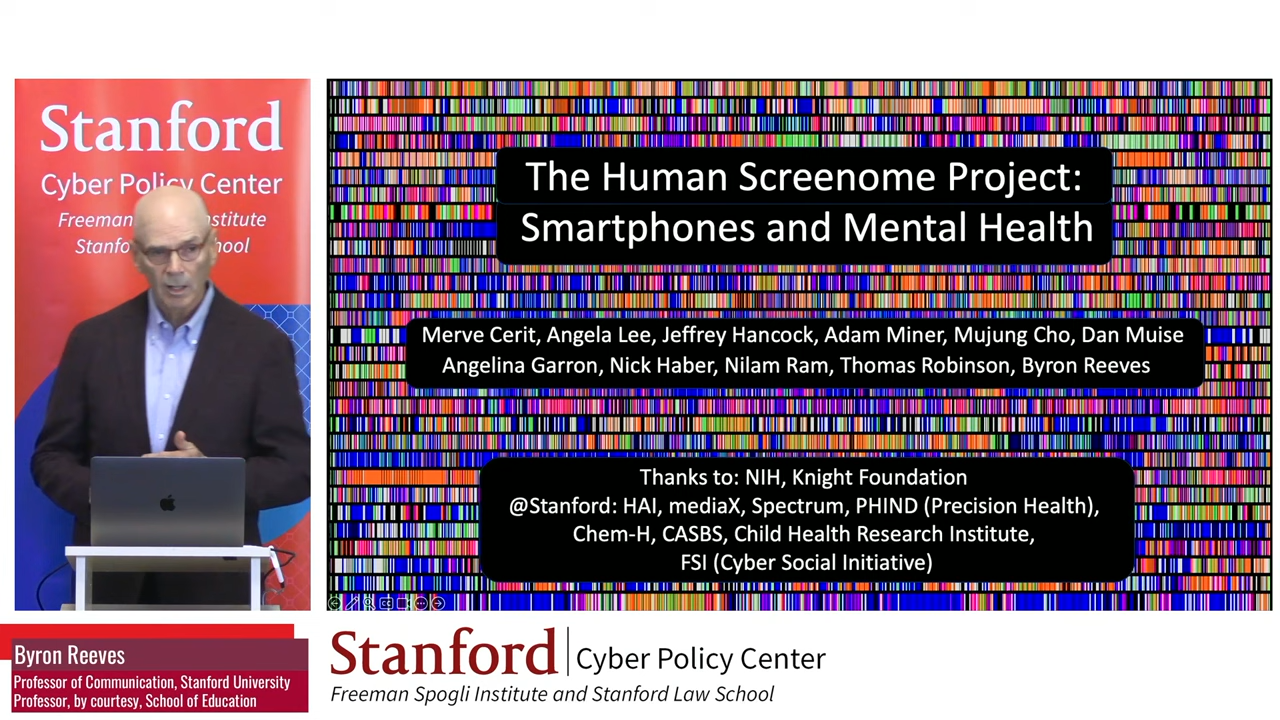 Stanford
Cyber Policy Center
Freeman Institute
Stanfo School
The Human Screenome Project:
Smartphones and Mental Health
Merve Cerit, Angela Lee, Jeffrey Hancock, Adam Miner, Mujung Cho, Dan Muise
Angelina Garron, Nick Haber, Nilam Ram, Thomas Robinson, Byron Reeves
Thanks to: NIH, Knight Foundation
@Stanford: HAI, mediaX, Spectrum, PHIND (Precision Health),
Chem-H, CASBS, Child Health Research Institute,
FSI (Cyber Social Initiative)
Byron Reeves
Professor of Communication, Stanford University
Professor, by courtesy, School of Education
Stanford | Cyber Policy Center
Freeman Spogli Institute and Stanford Law School